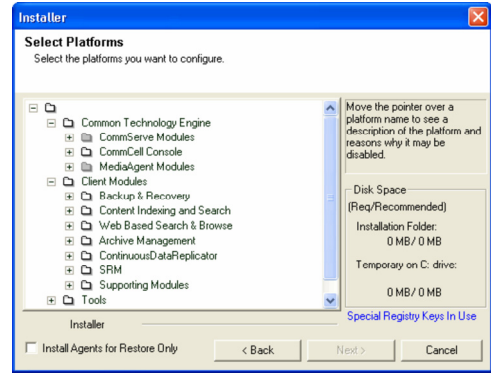 Installer
Select Platforms
Select the platforms you want to configure.
Common Technology Engine
CommServe Modules
CommCell Console
MediaAgent Modules
Client Modules
Backup & Recovery
Content Indexing and Search
Web Based Search & Browse
Archive Management
ContinuousDataReplicator
SRM
Supporting Modules
Tools
Move the pointer over a
platform name to see a
description of the platform and
reasons why it may be
disabled.
Disk Space
(Req/Recommended)
Installation Folder:
0 MB/ 0 MB
Temporary on C: drive:
0 MB/ 0 MB
Special Registry Keys In Use
Installer
Install Agents for Restore Only
< Back
Next >
Cancel